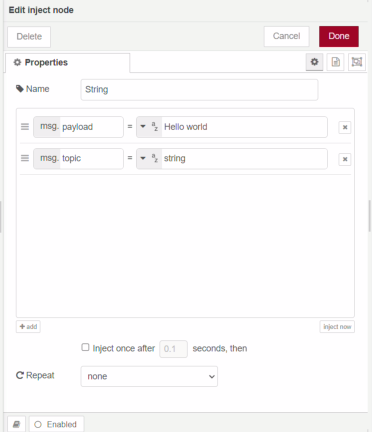 Edit inject node
Delete Cancel Done
Properties
Name String
msg. payload = a z Hello world
msg. topic = a z string
add inject now
Inject once after 0.1 seconds, then
Repeat none
Enabled